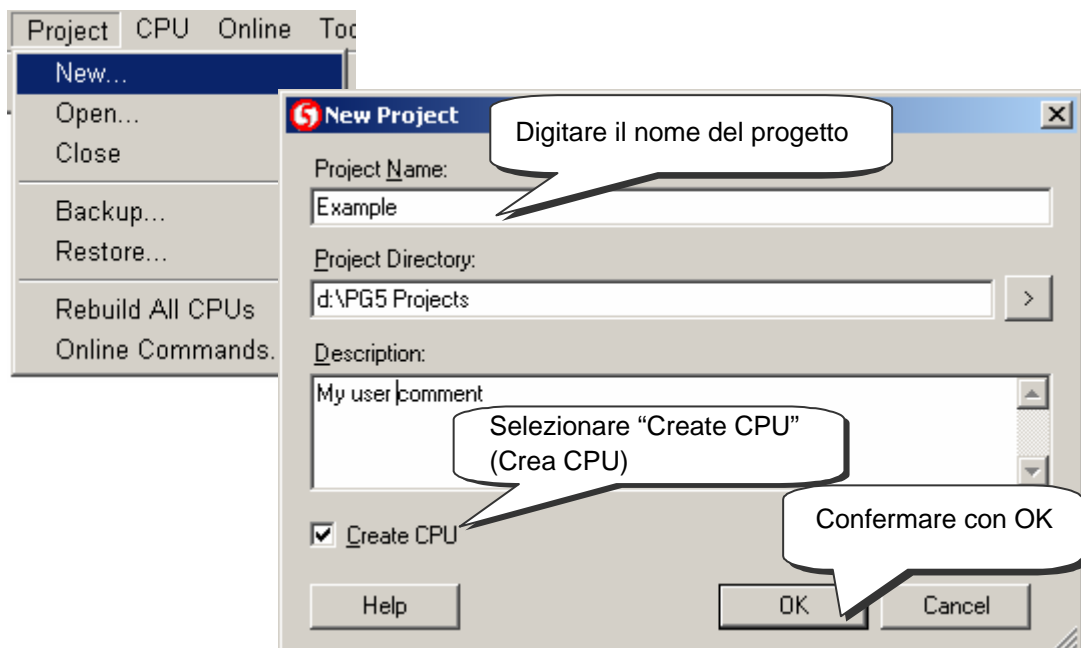 Project CPU Online
New...
Open...
Close
Backup...
Restore...
Rebuild All CPUs
Online Commands.
New Project
Digitare il nome del progetto
Project Name:
Example
Project Directory:
d:\PG5 Projects
>
Description:
My user comment
Selezionare “Create CPU”
(Crea CPU)
Create CPU
Confermare con OK
Help
OK
Cancel